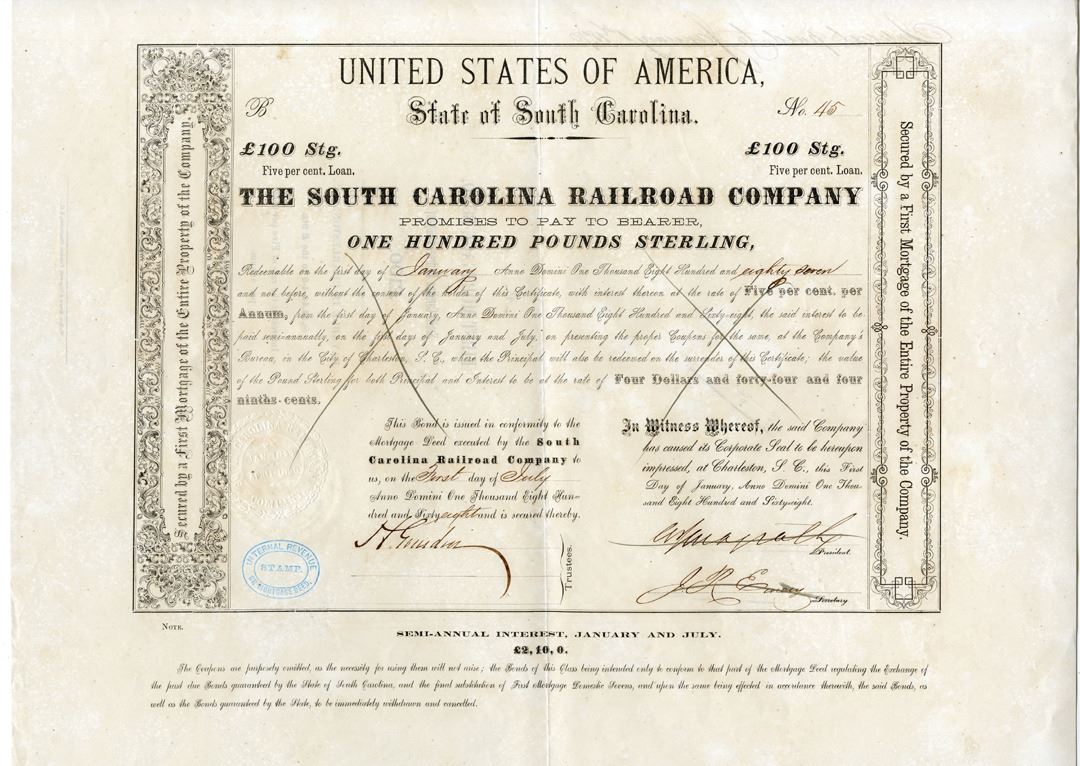 UNITED STATES OF AMERICA,
State of South Carolina.
B
No. 45
£100 Stg.
£100 Stg.
Five per cent. Loan.
Five per cent. Loan.
THE SOUTH CAROLINA RAILROAD COMPANY
PROMISES TO PAY TO BEARER,
ONE HUNDRED POUNDS STERLING,
Redeemable on the first day of January Anno Domini One Thousand Eight Hundred and eighty seven
and not before, without the consent of the holder of this Certificate, with interest thereon at the rate of Five per cent. per
Annum, from the first day of January, Anno Domini One Thousand Eight Hundred and Sixty-eight, the said interest to be
paid semi-annually, on the first days of January and July, on presenting the proper Coupons for the same, at the Company's
Bureau, in the City of Charleston, S. C., where the Principal will also be redeemed on the surrender of this Certificate; the value
of the Pound Sterling for both Principal and Interest to be at the rate of Four Dollars and forty-four and four
ninths-cents.
This Bond is issued in conformity to the
Mortgage Deed executed by the South
Carolina Railroad Company to
us, on the First day of July
Anno Domini One Thousand Eight Hun-
dred and Sixty eight and is secured thereby.
Trustees.
In Witness Whereof, the said Company
has caused its Corporate Seal to be hereupon
impressed, at Charleston, S. C., this First
Day of January, Anno Domini One Thou-
sand Eight Hundred and Sixty-eight.
President.
Secretary.
Secured by a First Mortgage of the Entire Property of the Company.
Secured by a First Mortgage of the Entire Property of the Company.
INTERNAL REVENUE
STAMP.
ON MORTGAGE DEED.
NOTE.
SEMI-ANNUAL INTEREST, JANUARY AND JULY.
£2, 10, 0.
The Coupons are purposely omitted, as the necessity for using them will not arise; the Bonds of this Class being intended only to conform to that part of the Mortgage Deed regulating the Exchange of
the past due Bonds guaranteed by the State of South Carolina, and the final substitution of First Mortgage Domestic Sevens, and upon the same being effected in accordance therewith, the said Bonds, as
well as the Bonds guaranteed by the State, to be immediately withdrawn and cancelled.